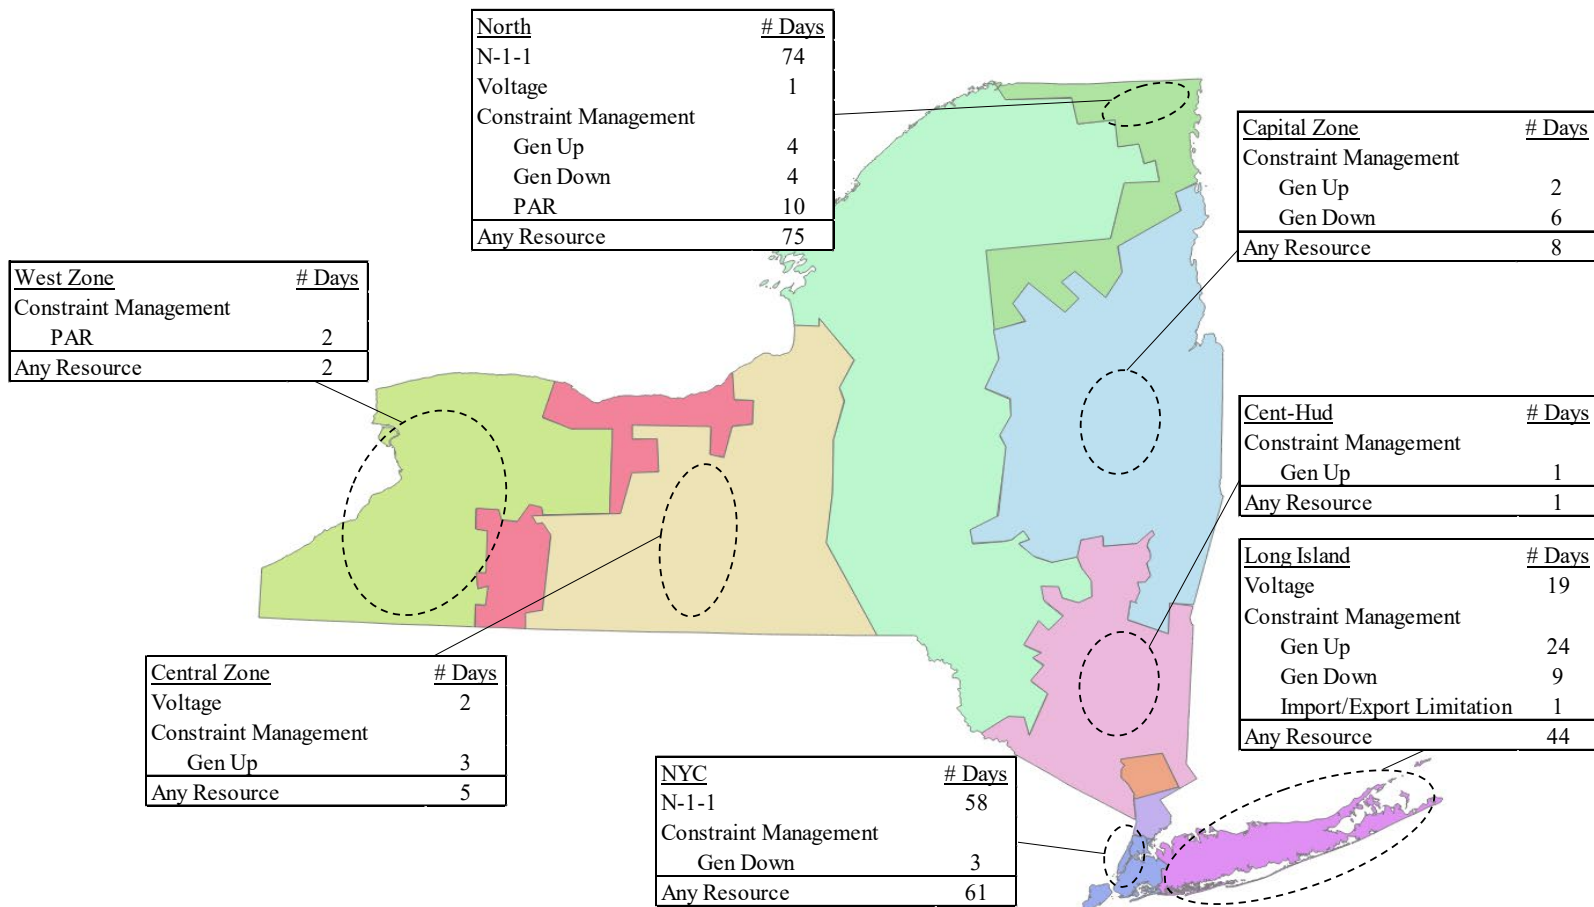 North # Days
N-1-1 74
Voltage 1
Constraint Management
Gen Up 4
Gen Down 4
PAR 10
Any Resource 75
Capital Zone # Days
Constraint Management
Gen Up 2
Gen Down 6
Any Resource 8
West Zone # Days
Constraint Management
PAR 2
Any Resource 2
Cent-Hud # Days
Constraint Management
Gen Up 1
Any Resource 1
Long Island # Days
Voltage 19
Constraint Management
Gen Up 24
Gen Down 9
Import/Export Limitation 1
Any Resource 44
Central Zone # Days
Voltage 2
Constraint Management
Gen Up 3
Any Resource 5
NYC # Days
N-1-1 58
Constraint Management
Gen Down 3
Any Resource 61